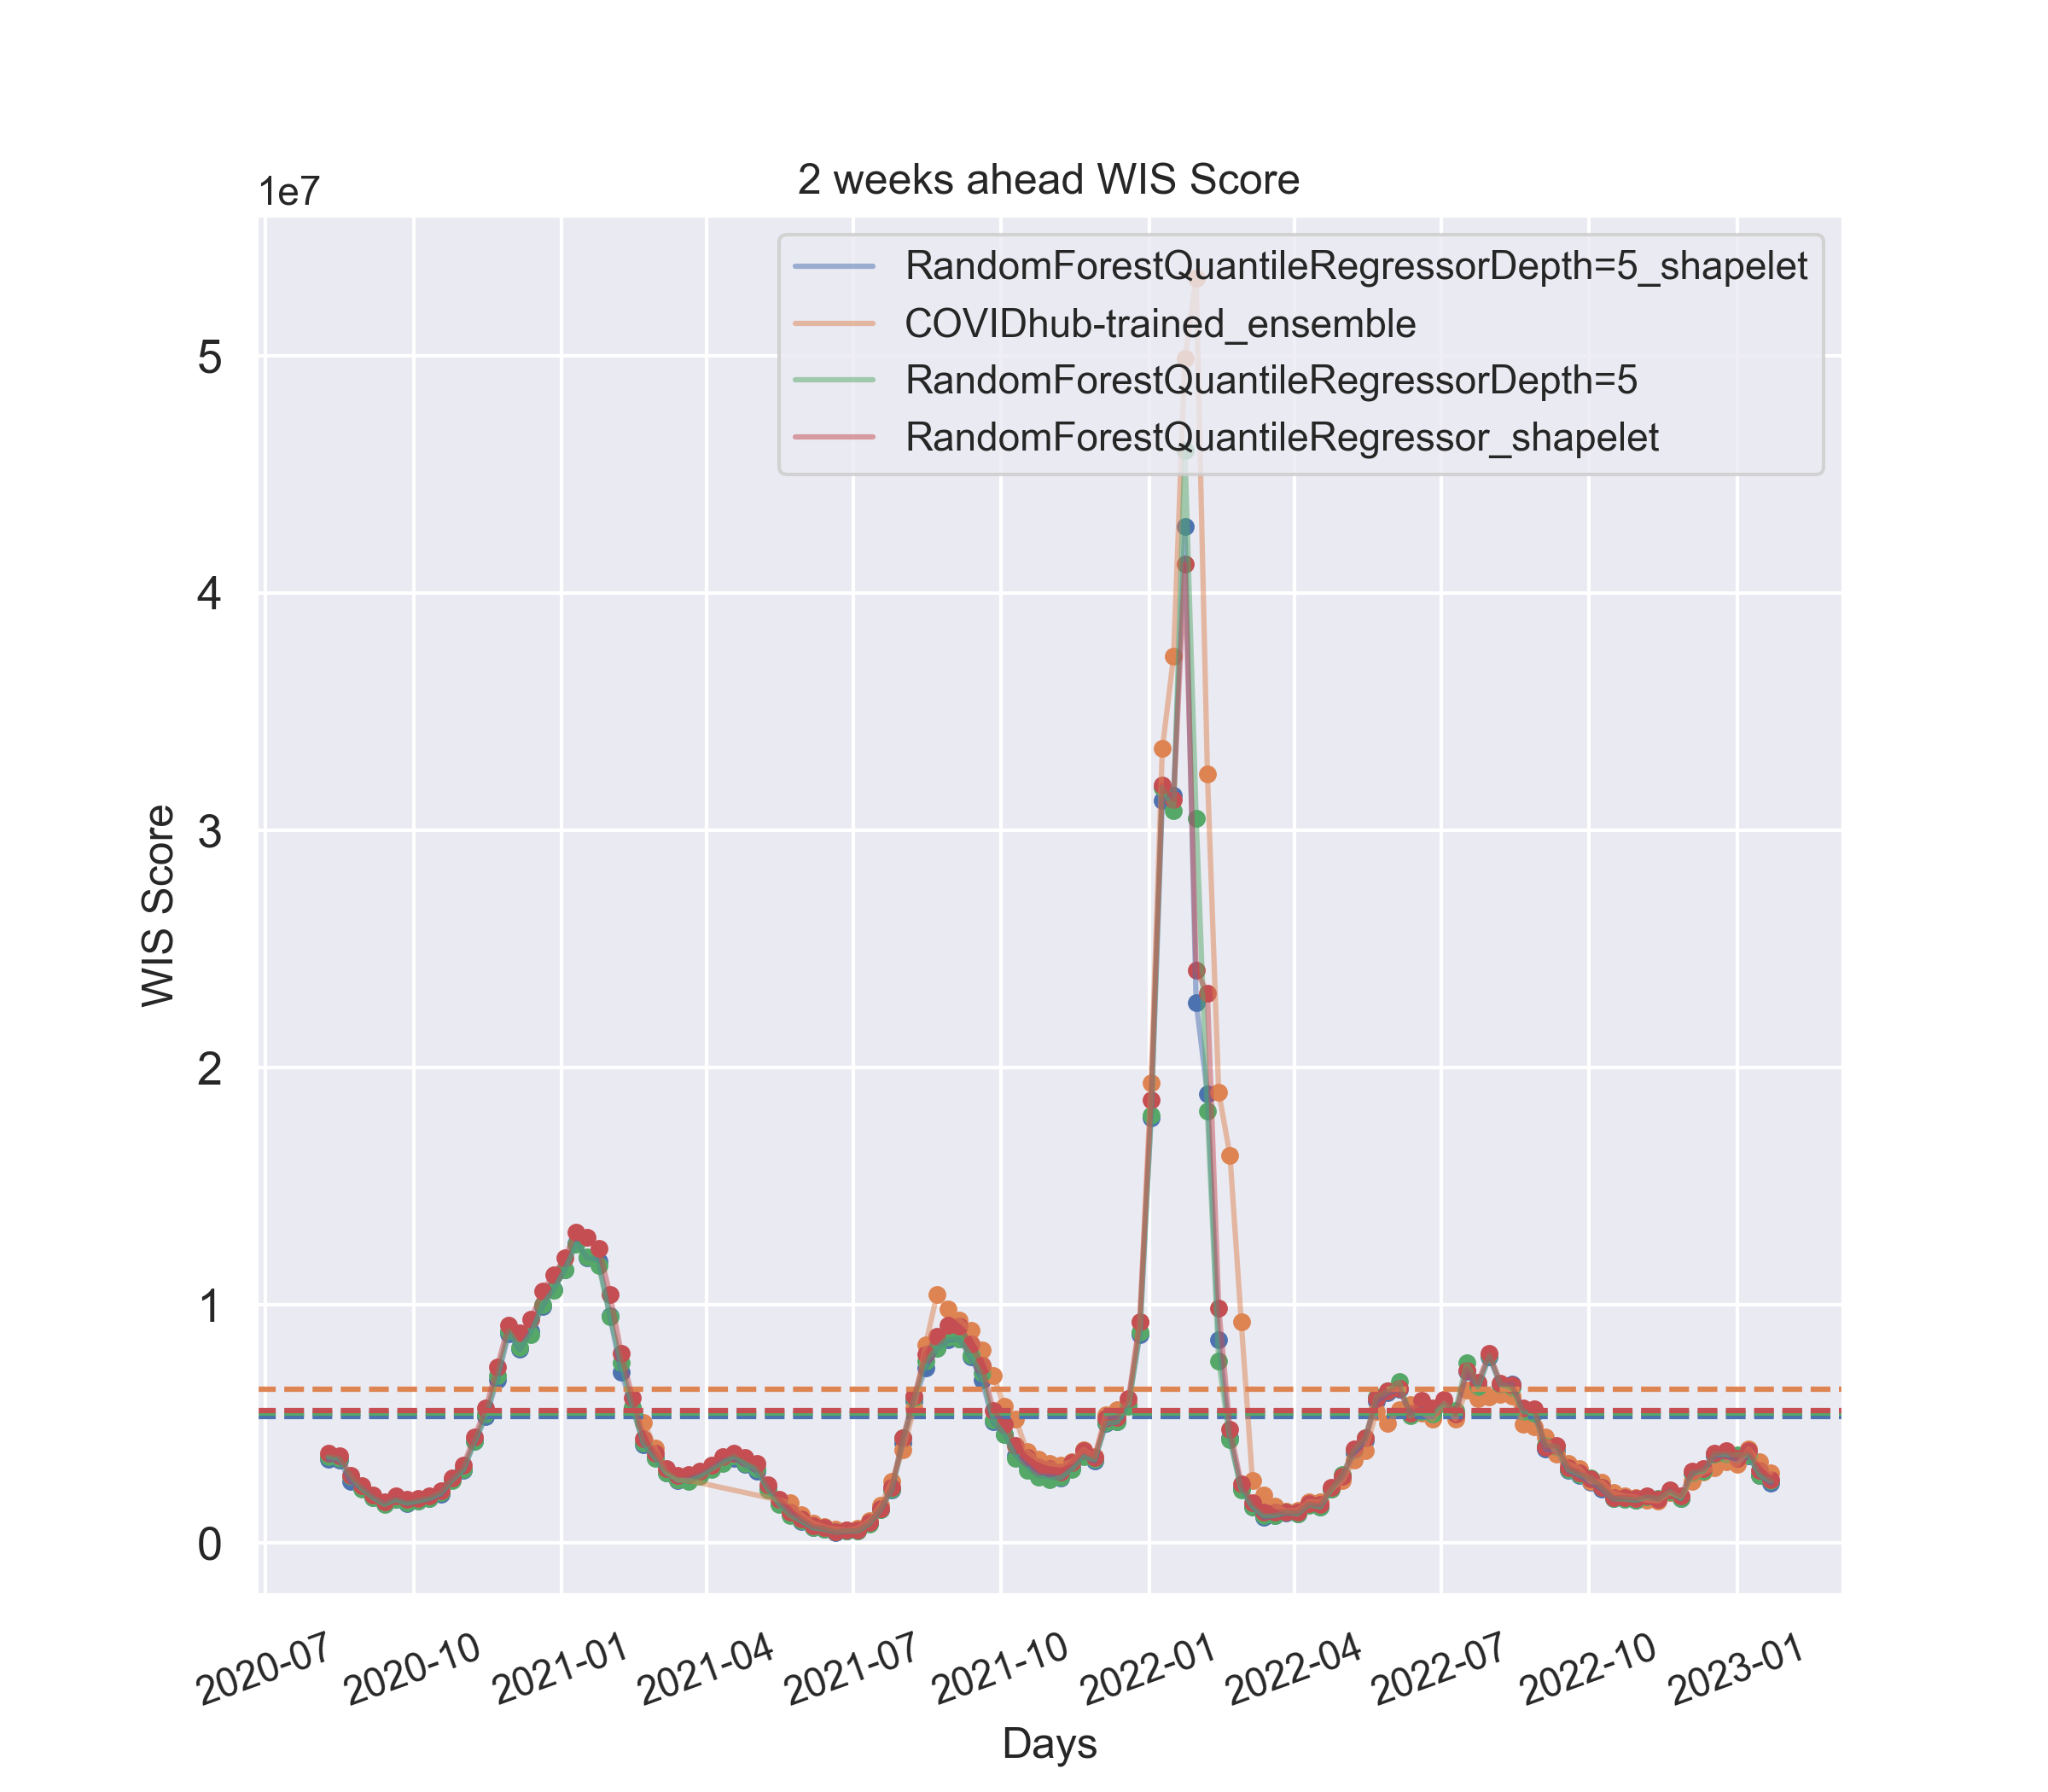 2 weeks ahead WIS Score
1e7
RandomForestQuantileRegressorDepth=5_shapelet
COVIDhub-trained_ensemble
RandomForestQuantileRegressorDepth=5
RandomForestQuantileRegressor_shapelet
5
4
3
2
1
0
WIS Score
2020-07
2020-10
2021-01
2021-04
2021-07
2021-10
2022-01
2022-04
2022-07
2022-10
2023-01
Days